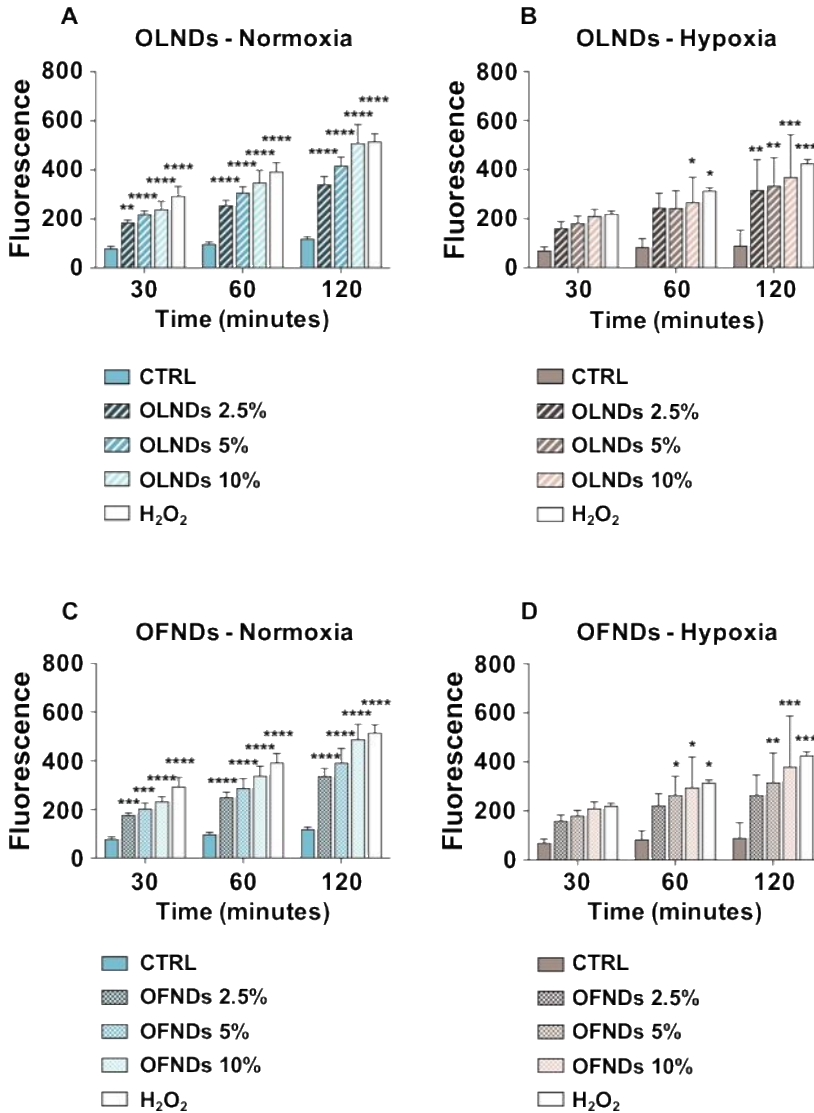 A
OLNDs - Normoxia
Fluorescence
800
600
400
200
0
**
****
****
****
****
****
****
****
****
****
****
****
30 60 120
Time (minutes)
CTRL
OLNDs 2.5%
OLNDs 5%
OLNDs 10%
H₂O₂
B
OLNDs - Hypoxia
Fluorescence
800
600
400
200
0
*
*
**
**
***
***
30 60 120
Time (minutes)
CTRL
OLNDs 2.5%
OLNDs 5%
OLNDs 10%
H₂O₂
C
OFNDs - Normoxia
Fluorescence
800
600
400
200
0
***
***
****
****
****
****
****
****
****
****
****
****
30 60 120
Time (minutes)
CTRL
OFNDs 2.5%
OFNDs 5%
OFNDs 10%
H₂O₂
D
OFNDs - Hypoxia
Fluorescence
800
600
400
200
0
*
*
*
**
***
***
30 60 120
Time (minutes)
CTRL
OFNDs 2.5%
OFNDs 5%
OFNDs 10%
H₂O₂